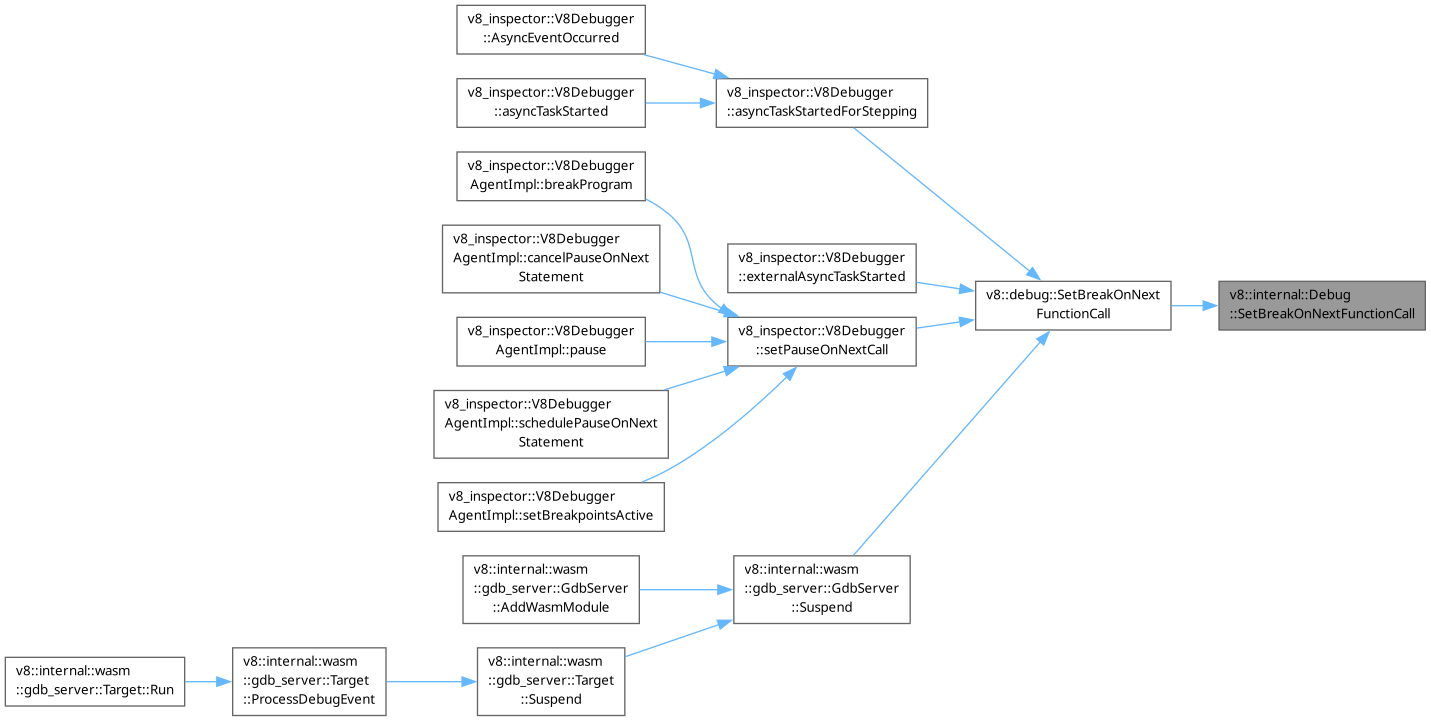 v8_inspector::V8Debugger
::AsyncEventOccurred
v8_inspector::V8Debugger
::asyncTaskStarted
v8_inspector::V8Debugger
::asyncTaskStartedForStepping
v8_inspector::V8Debugger
AgentImpl::breakProgram
v8_inspector::V8Debugger
AgentImpl::cancelPauseOnNext
Statement
v8_inspector::V8Debugger
::externalAsyncTaskStarted
v8::debug::SetBreakOnNext
FunctionCall
v8::internal::Debug
::SetBreakOnNextFunctionCall
v8_inspector::V8Debugger
AgentImpl::pause
v8_inspector::V8Debugger
::setPauseOnNextCall
v8_inspector::V8Debugger
AgentImpl::schedulePauseOnNext
Statement
v8_inspector::V8Debugger
AgentImpl::setBreakpointsActive
v8::internal::wasm
::gdb_server::GdbServer
::AddWasmModule
v8::internal::wasm
::gdb_server::GdbServer
::Suspend
v8::internal::wasm
::gdb_server::Target::Run
v8::internal::wasm
::gdb_server::Target
::ProcessDebugEvent
v8::internal::wasm
::gdb_server::Target
::Suspend